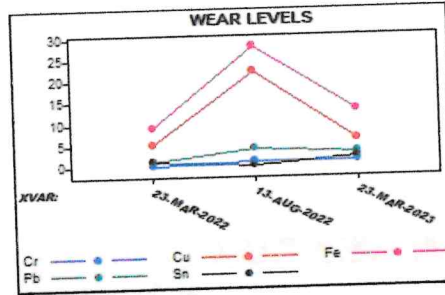 WEAR LEVELS
30
25
20
15
10
5
0
XVAR:
23-MAR-2022
13-AUG-2022
23-MAR-2023
Cr
Cu
Fe
Pb
Sn